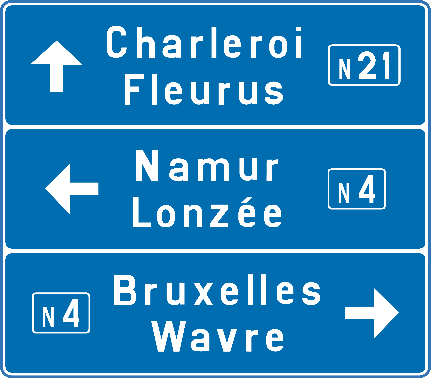 Charleroi
Fleurus
N21
Namur
Lonzée
N4
N4
Bruxelles
Wavre